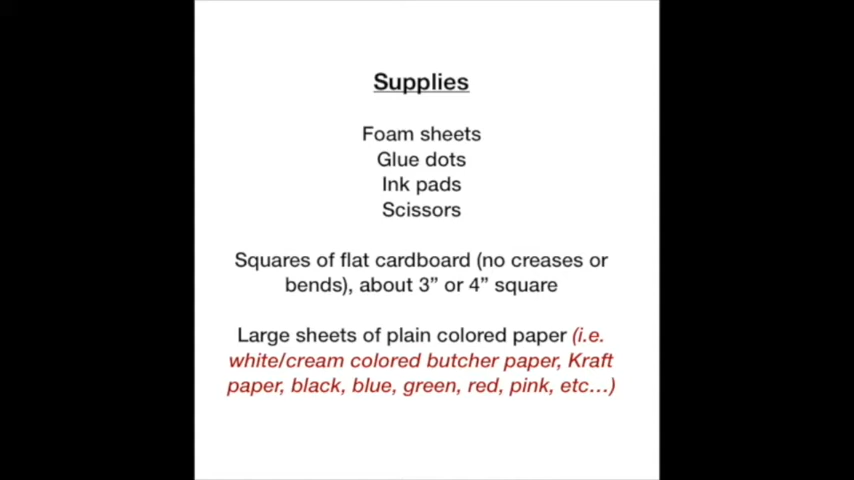 Supplies
Foam sheets
Glue dots
Ink pads
Scissors
Squares of flat cardboard (no creases or
bends), about 3” or 4” square
Large sheets of plain colored paper (i.e.
white/cream colored butcher paper, Kraft
paper, black, blue, green, red, pink, etc...)